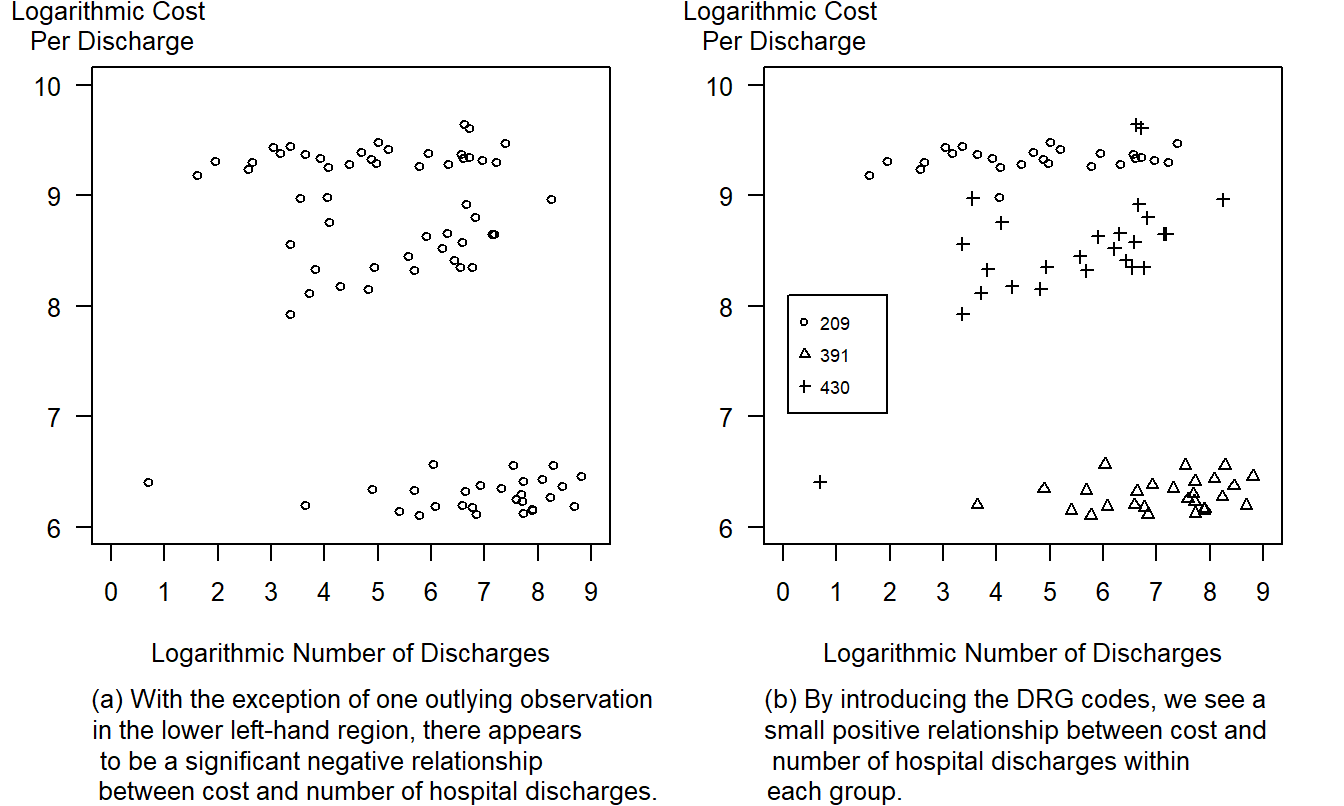 Logarithmic Cost
Per Discharge
10
9
8
7
6
0 1 2 3 4 5 6 7 8 9
Logarithmic Number of Discharges
(a) With the exception of one outlying observation
in the lower left-hand region, there appears
to be a significant negative relationship
between cost and number of hospital discharges.
Logarithmic Cost
Per Discharge
10
9
8
7
6
209
391
430
0 1 2 3 4 5 6 7 8 9
Logarithmic Number of Discharges
(b) By introducing the DRG codes, we see a
small positive relationship between cost and
number of hospital discharges within
each group.